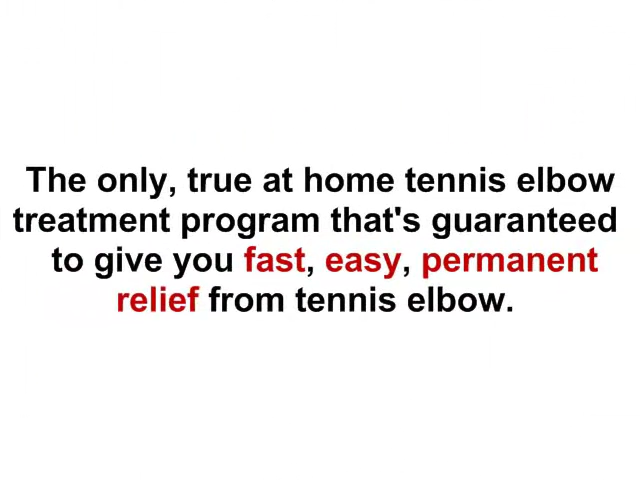 The only, true at home tennis elbow
treatment program that's guaranteed
to give you fast, easy, permanent
relief from tennis elbow.